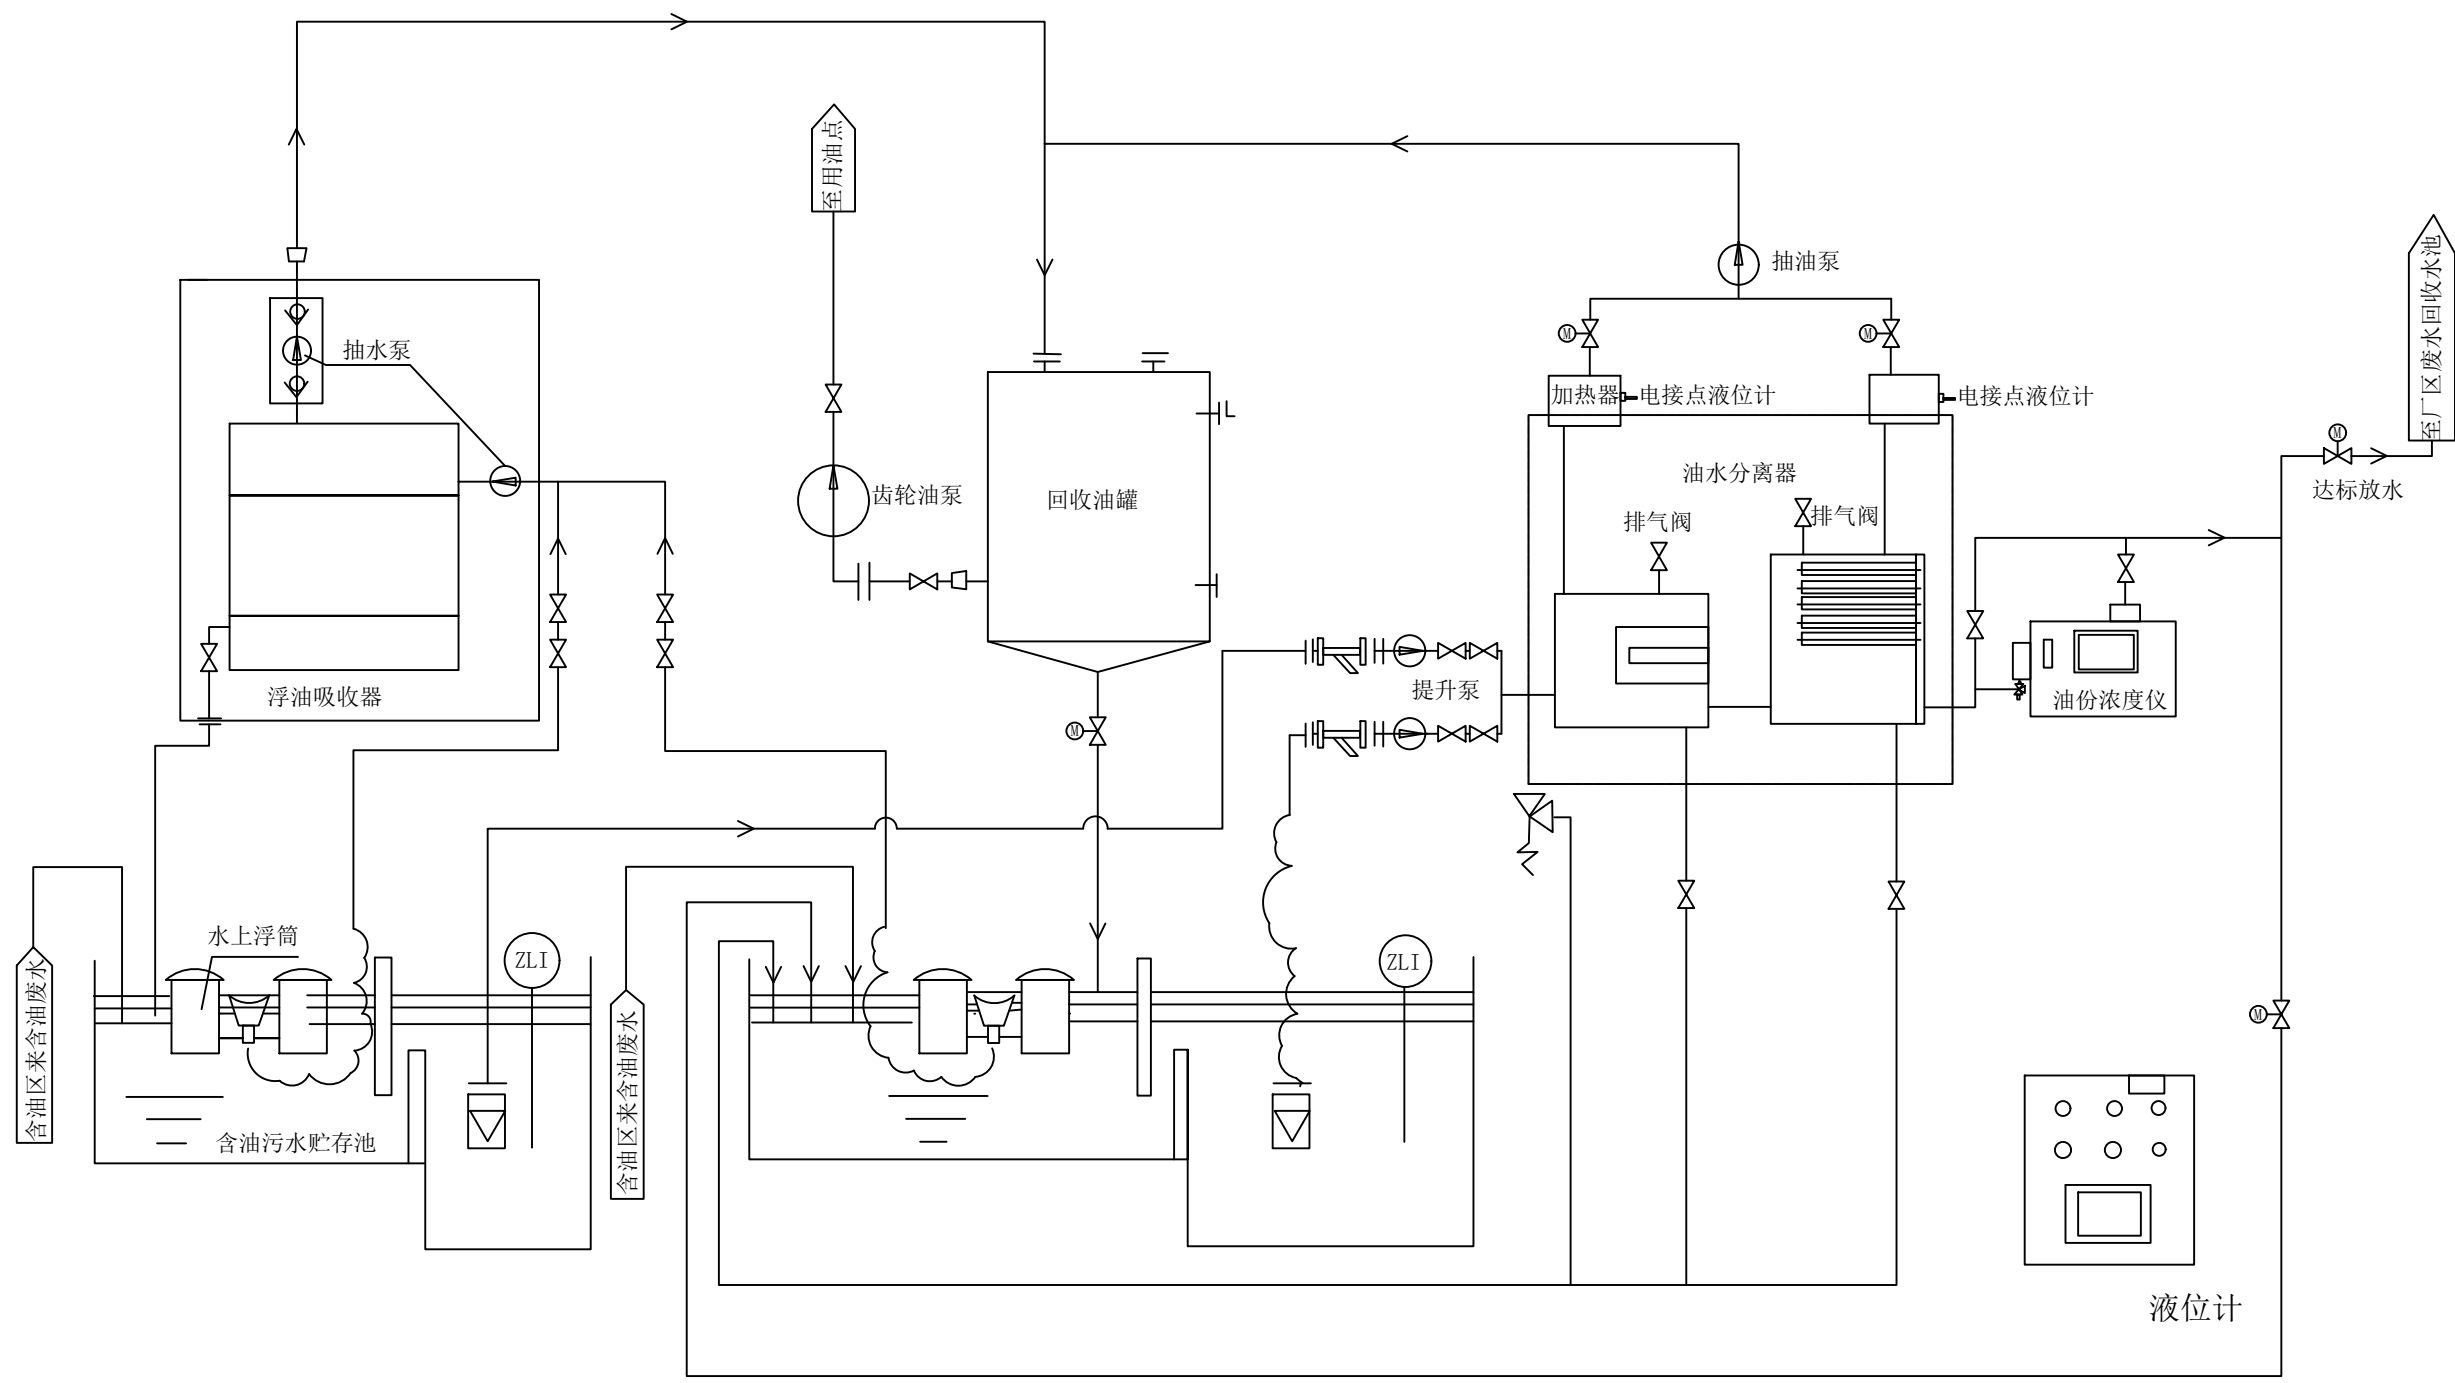 至用油点
抽油泵
至厂区废水回收水池
抽水泵
M
M
加热器
电接点液位计
电接点液位计
M
油水分离器
达标放水
齿轮油泵
回收油罐
排气阀
排气阀
浮油吸收器
提升泵
油份浓度仪
M
水上浮筒
ZLI
ZLI
含油区来含油废水
含油区来含油废水
M
含油污水贮存池
液位计